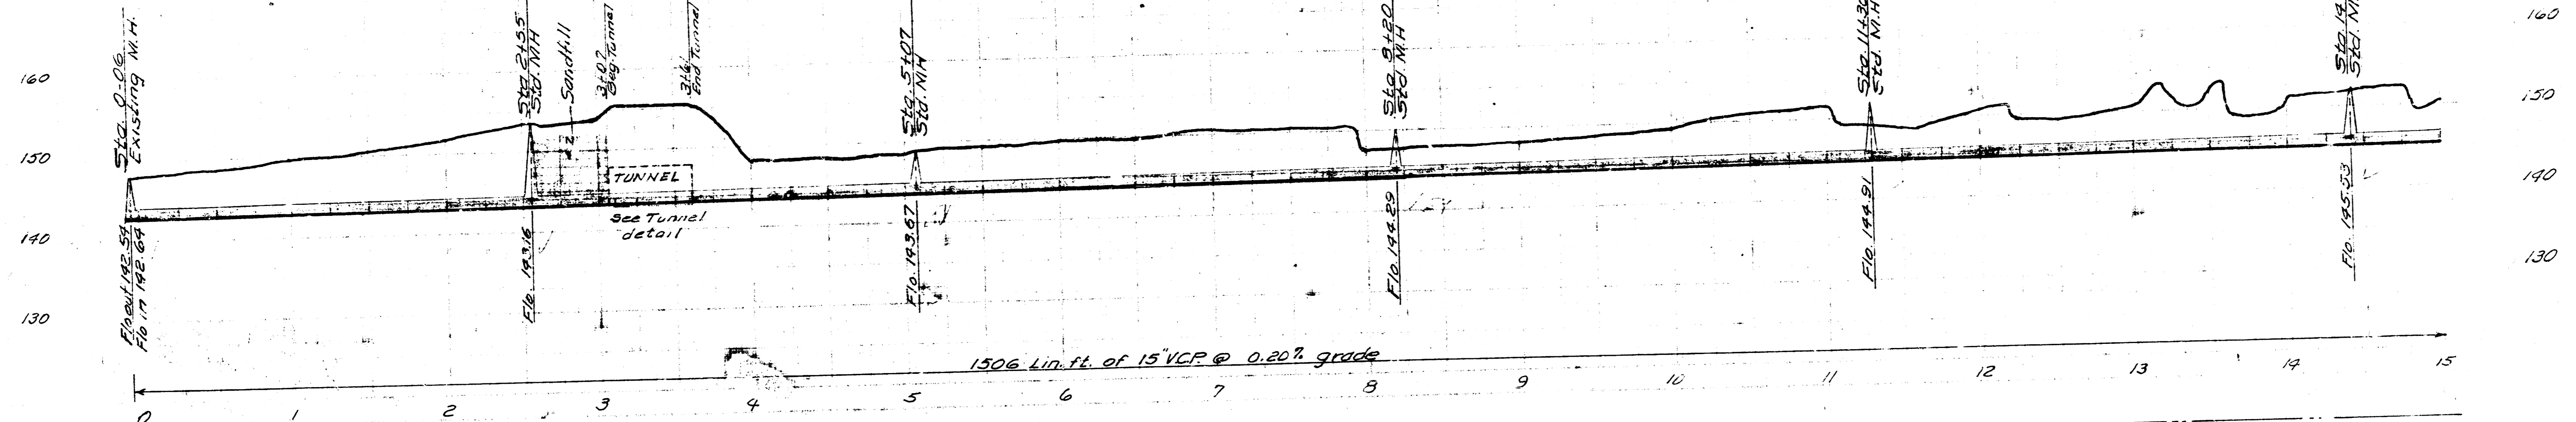 160
150
140
130
Sta. 0-06
Existing M.H.
Flo out 142.54
Flo in 142.64
Sta 2+55
Std. MH
Flo. 143.16
Sandfill
3+07
Beg. Tunnel
3+61
End Tunnel
TUNNEL
See Tunnel
detail
Sta. 5+07
Std. MH
Flo. 143.67
Sta 8+20
Std. M.H
Flo. 144.29
Std. M.H
Flo. 144.91
Flo. 145.53
160
150
140
130
1506 Lin. ft. of 15" VCP. @ 0.20% grade
0 1 2 3 4 5 6 7 8 9 10 11 12 13 14 15